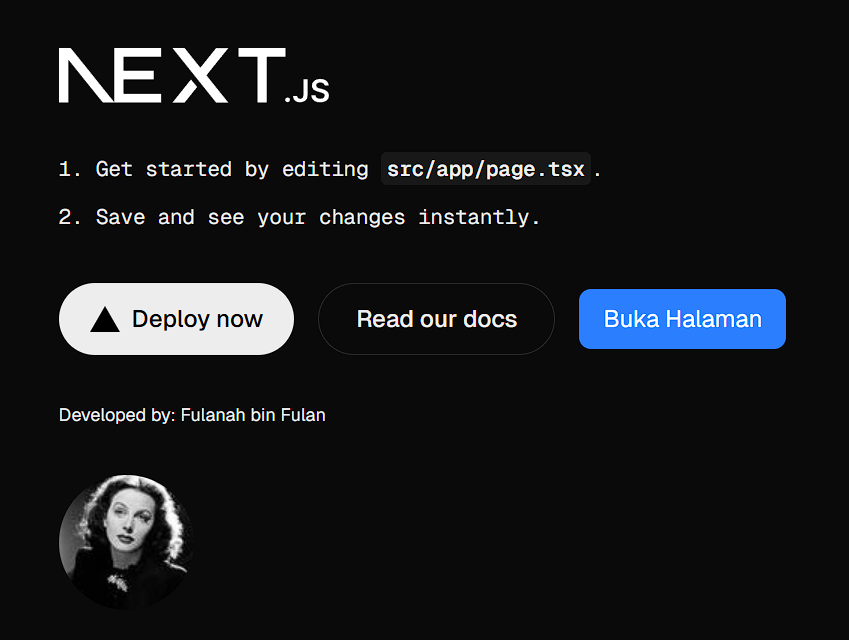 NEXT.JS
1. Get started by editing src/app/page.tsx.
2. Save and see your changes instantly.
Deploy now
Read our docs
Buka Halaman
Developed by: Fulanah bin Fulan